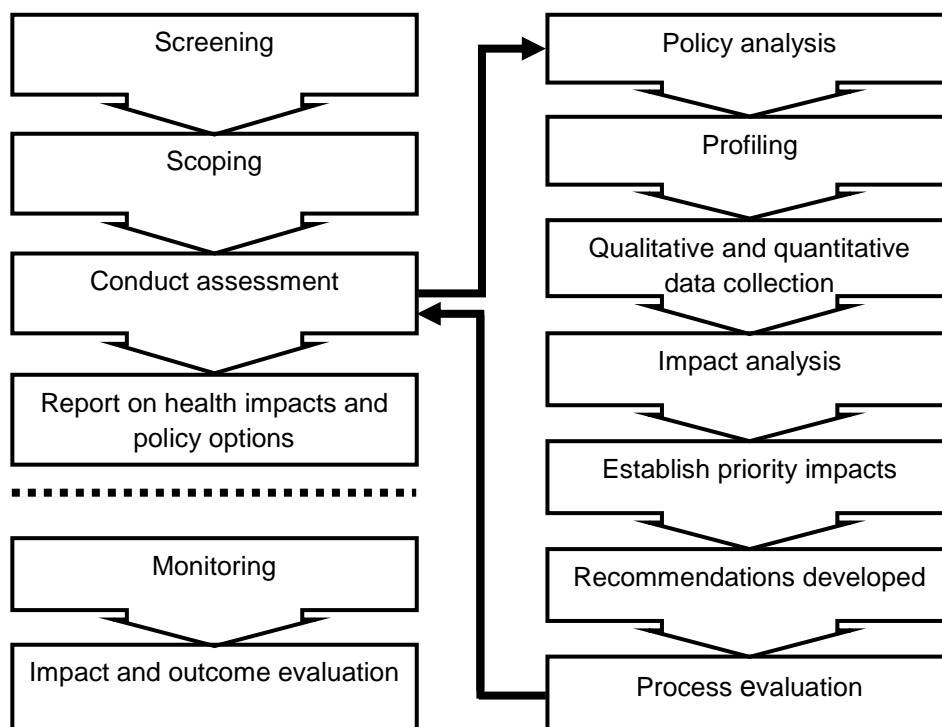 Screening
Scoping
Conduct assessment
Report on health impacts and
policy options
Monitoring
Impact and outcome evaluation
Policy analysis
Profiling
Qualitative and quantitative
data collection
Impact analysis
Establish priority impacts
Recommendations developed
Process evaluation